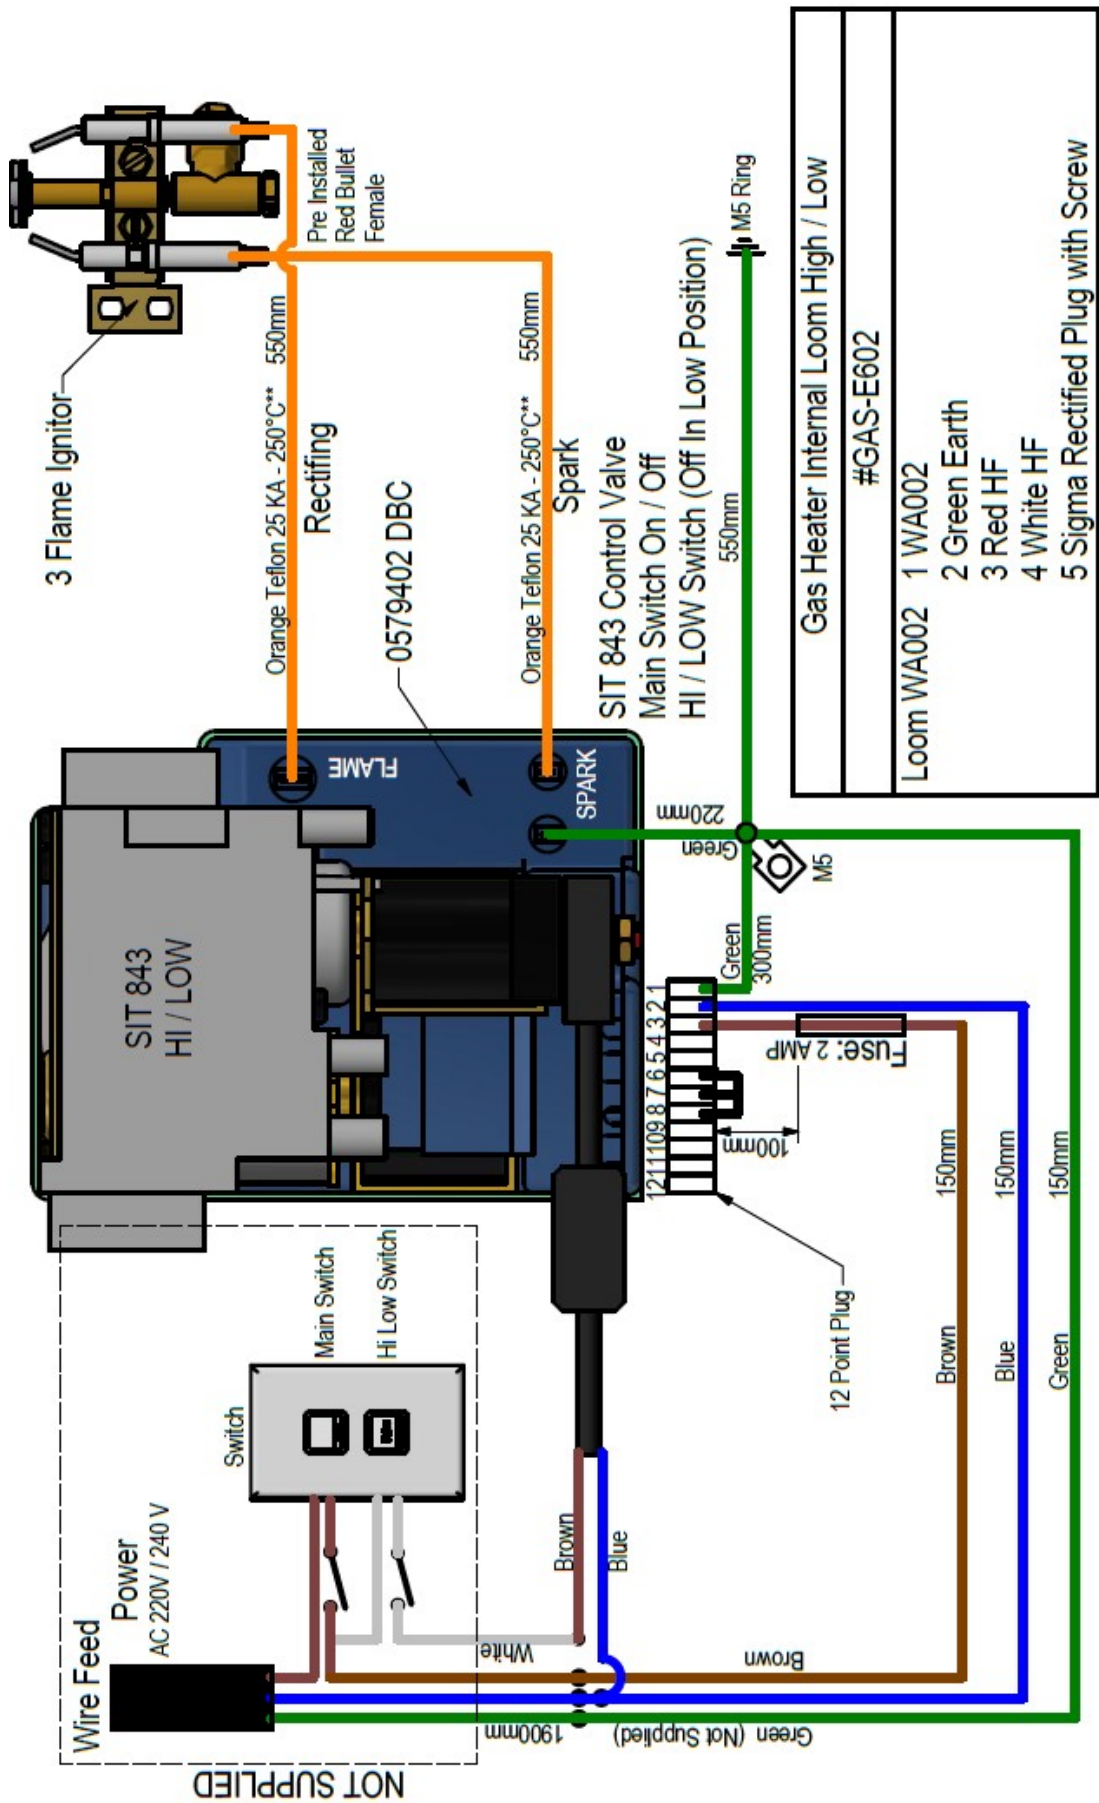 NOT SUPPLIED
Wire Feed
Power
AC 220V / 240 V
Switch
Main Switch
Hi Low Switch
White
Brown
Green (Not Supplied)
1900mm
Brown
Blue
SIT 843
HI / LOW
FLAME
SPARK
3 Flame Ignitor
Pre Installed
Red Bullet
Female
Orange Teflon 25 KA - 250°C** 550mm
Rectifing
0579402 DBC
Orange Teflon 25 KA - 250°C** 550mm
Spark
SIT 843 Control Valve
Main Switch On / Off
HI / LOW Switch (Off In Low Position)
550mm
M5 Ring
Green
220mm
M5
Green
300mm
12 11 10 9 8 7 6 5 4 3 2 1
Fuse: 2 AMP
100mm
12 Point Plug
Brown 150mm
Blue 150mm
Green 150mm
Gas Heater Internal Loom High / Low
#GAS-E602
Loom WA002 1 WA002
2 Green Earth
3 Red HF
4 White HF
5 Sigma Rectified Plug with Screw